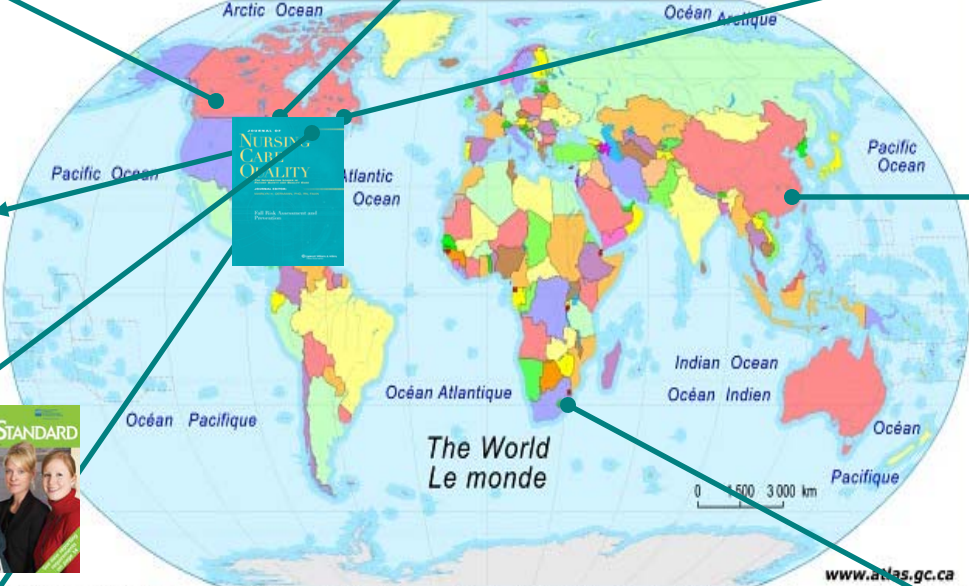 Arctic Ocean
Océan Arctique
JOURNAL OF
NURSING
CARE
QUALITY
Fall Risk Assessment and
Prevention
Pacific Ocean
Atlantic
Ocean
Pacific
Ocean
Indian Ocean
Océan Indien
Océan Atlantique
Océan Pacifique
STANDARD
The World
Le monde
Océan
Pacifique
0 1 500 3 000 km
www.atlas.gc.ca